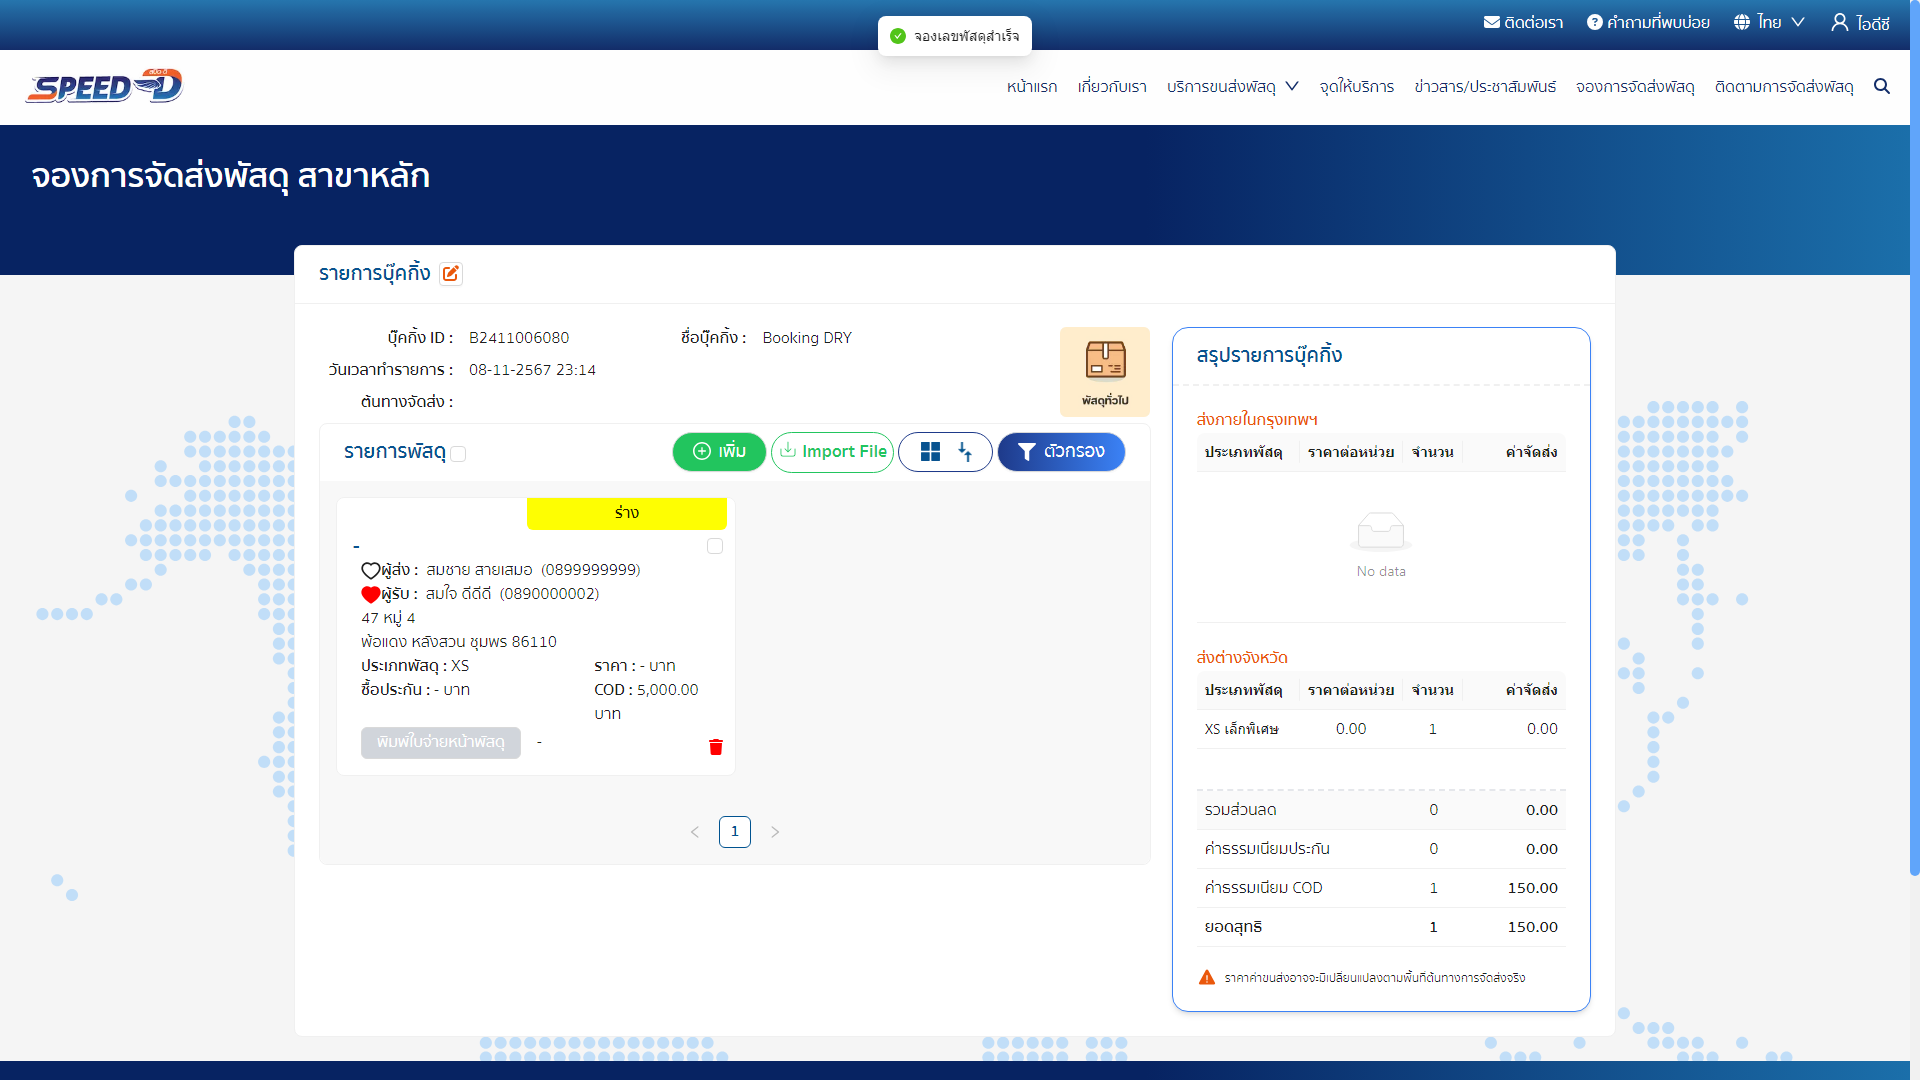 ติดต่อเรา คำถามที่พบบ่อย ไทย ไอดีซี
จองเลขพัสดุสำเร็จ
SPEED-D
หน้าแรก เกี่ยวกับเรา บริการขนส่งพัสดุ จุดให้บริการ ข่าวสาร/ประชาสัมพันธ์ จองการจัดส่งพัสดุ ติดตามการจัดส่งพัสดุ
จองการจัดส่งพัสดุ สาขาหลัก
รายการบุ๊คกิ้ง
บุ๊คกิ้ง ID : B2411006080 ชื่อบุ๊คกิ้ง : Booking DRY
วันเวลาทำรายการ : 08-11-2567 23:14
ต้นทางจัดส่ง :
พัสดุทั่วไป
รายการพัสดุ เพิ่ม Import File ตัวกรอง
ร่าง
-
ผู้ส่ง : สมชาย สายเสมอ (0899999999)
ผู้รับ : สมใจ ดีดีดี (0890000002)
47 หมู่ 4
พ้อแดง หลังสวน ชุมพร 86110
ประเภทพัสดุ : XS ราคา : - บาท
ซื้อประกัน : - บาท COD : 5,000.00 บาท
พิมพ์ใบจ่ายหน้าพัสดุ -
1
สรุปรายการบุ๊คกิ้ง
ส่งภายในกรุงเทพฯ
ประเภทพัสดุ ราคาต่อหน่วย จำนวน ค่าจัดส่ง
No data
ส่งต่างจังหวัด
ประเภทพัสดุ ราคาต่อหน่วย จำนวน ค่าจัดส่ง
XS เล็กพิเศษ 0.00 1 0.00
รวมส่วนลด 0 0.00
ค่าธรรมเนียมประกัน 0 0.00
ค่าธรรมเนียม COD 1 150.00
ยอดสุทธิ 1 150.00
ราคาค่าขนส่งอาจจะมีเปลี่ยนแปลงตามพื้นที่ต้นทางการจัดส่งจริง